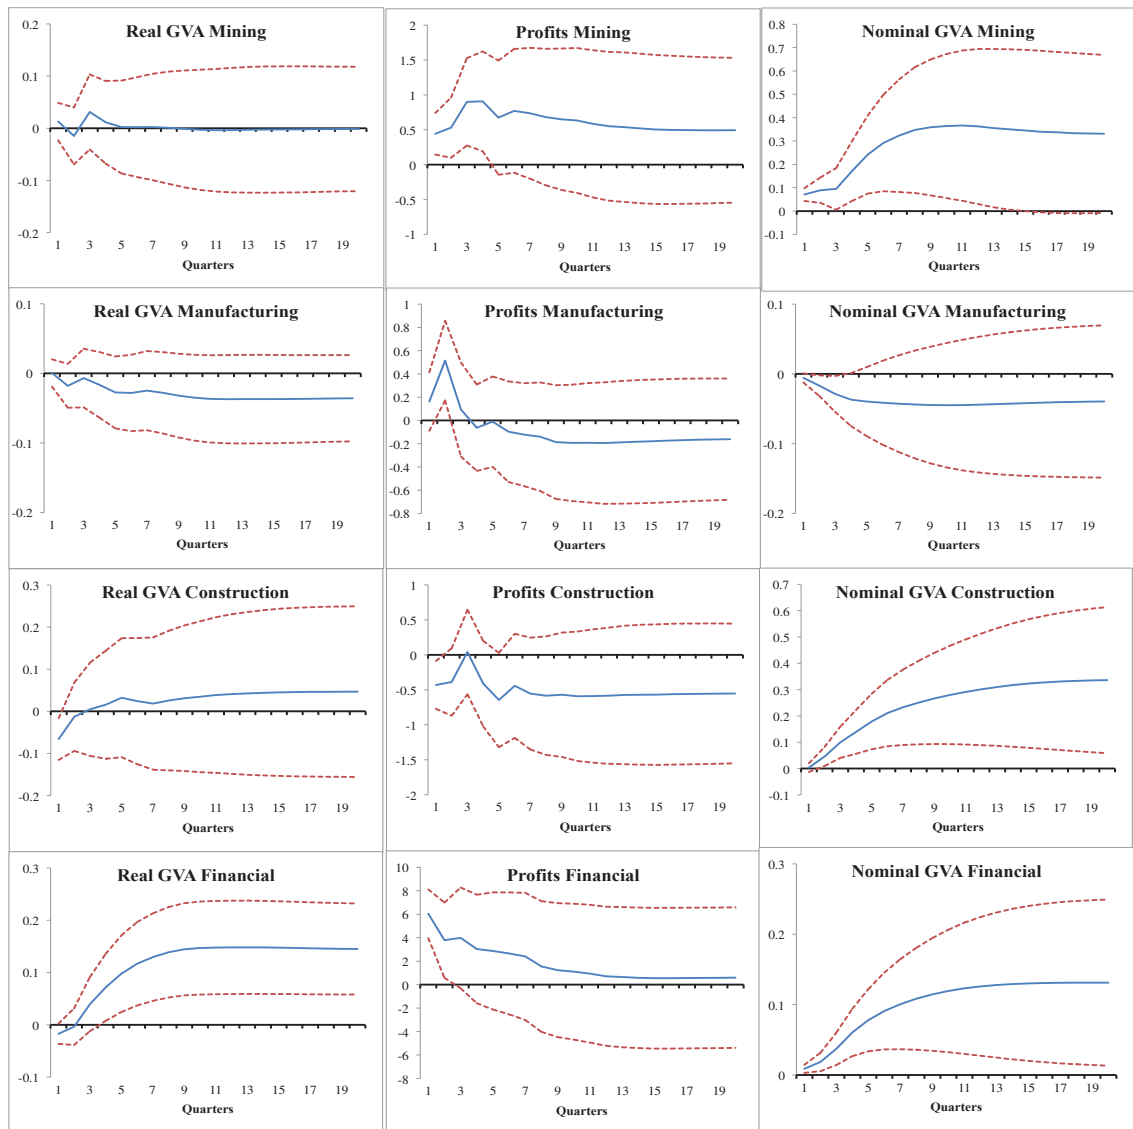 Real GVA Mining
0.2
0.1
0
-0.1
-0.2
1 3 5 7 9 11 13 15 17 19
Quarters
Profits Mining
2
1.5
1
0.5
0
-0.5
-1
1 3 5 7 9 11 13 15 17 19
Quarters
Nominal GVA Mining
0.8
0.7
0.6
0.5
0.4
0.3
0.2
0.1
0
-0.1
1 3 5 7 9 11 13 15 17 19
Quarters
Real GVA Manufacturing
0.1
0
-0.1
-0.2
1 3 5 7 9 11 13 15 17 19
Quarters
Profits Manufacturing
1
0.8
0.6
0.4
0.2
0
-0.2
-0.4
-0.6
-0.8
1 3 5 7 9 11 13 15 17 19
Quarters
Nominal GVA Manufacturing
0.1
0
-0.1
-0.2
1 3 5 7 9 11 13 15 17 19
Quarters
Real GVA Construction
0.3
0.2
0.1
0
-0.1
-0.2
1 3 5 7 9 11 13 15 17 19
Quarters
Profits Construction
1
0.5
0
-0.5
-1
-1.5
-2
1 3 5 7 9 11 13 15 17 19
Quarters
Nominal GVA Construction
0.7
0.6
0.5
0.4
0.3
0.2
0.1
0
-0.1
1 3 5 7 9 11 13 15 17 19
Quarters
Real GVA Financial
0.3
0.2
0.1
0
-0.1
1 3 5 7 9 11 13 15 17 19
Quarters
Profits Financial
10
8
6
4
2
0
-2
-4
-6
-8
1 3 5 7 9 11 13 15 17 19
Quarters
Nominal GVA Financial
0.3
0.2
0.1
0
1 3 5 7 9 11 13 15 17 19
Quarters